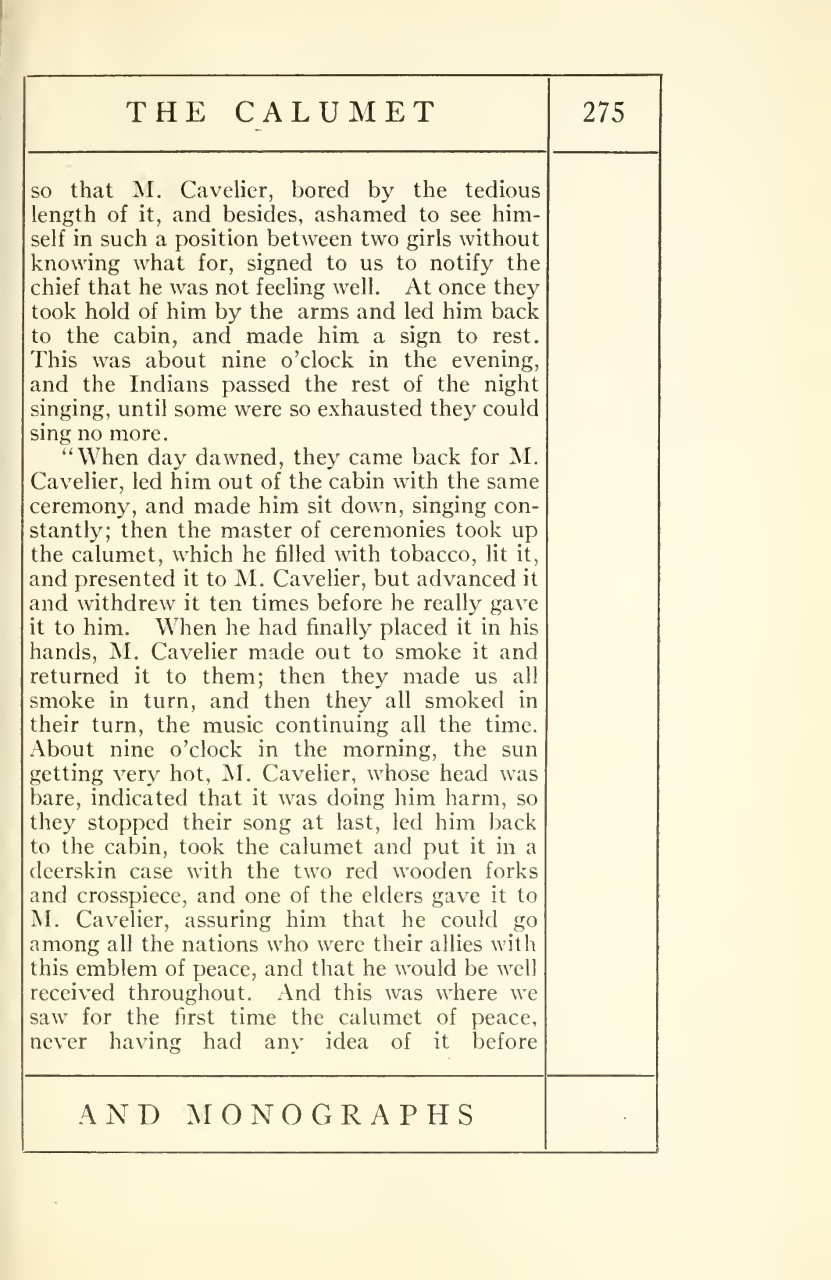 THE CALUMET
275
so that M. Cavelier, bored by the tedious
length of it, and besides, ashamed to see him-
self in such a position between two girls without
knowing what for, signed to us to notify the
chief that he was not feeling well. At once they
took hold of him by the arms and led him back
to the cabin, and made him a sign to rest.
This was about nine o'clock in the evening,
and the Indians passed the rest of the night
singing, until some were so exhausted they could
sing no more.
"When day dawned, they came back for M.
Cavelier, led him out of the cabin with the same
ceremony, and made him sit down, singing con-
stantly; then the master of ceremonies took up
the calumet, which he filled with tobacco, lit it,
and presented it to M. Cavelier, but advanced it
and withdrew it ten times before he really gave
it to him. When he had finally placed it in his
hands, M. Cavelier made out to smoke it and
returned it to them; then they made us all
smoke in turn, and then they all smoked in
their turn, the music continuing all the time.
About nine o'clock in the morning, the sun
getting very hot, M. Cavelier, whose head was
bare, indicated that it was doing him harm, so
they stopped their song at last, led him back
to the cabin, took the calumet and put it in a
deerskin case with the two red wooden forks
and crosspiece, and one of the elders gave it to
M. Cavelier, assuring him that he could go
among all the nations who were their allies with
this emblem of peace, and that he would be well
received throughout. And this was where we
saw for the first time the calumet of peace,
never having had any idea of it before
AND MONOGRAPHS